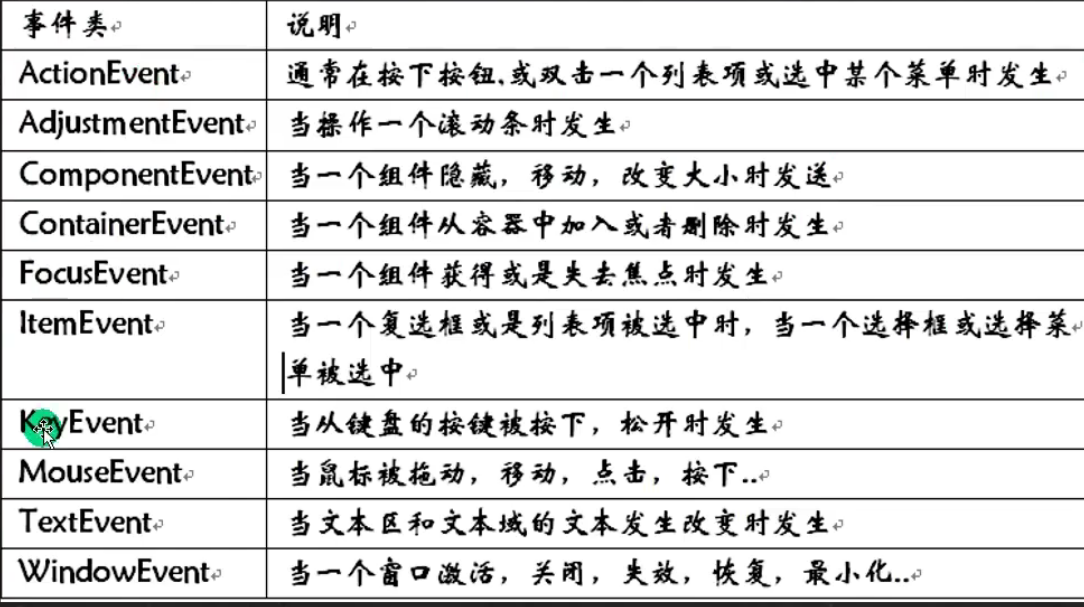 事件类 说明
ActionEvent 通常在按下按钮,或双击一个列表项或选中某个菜单时发生
AdjustmentEvent 当操作一个滚动条时发生
ComponentEvent 当一个组件隐藏，移动，改变大小时发送
ContainerEvent 当一个组件从容器中加入或者删除时发生
FocusEvent 当一个组件获得或是失去焦点时发生
ItemEvent 当一个复选框或是列表项被选中时，当一个选择框或选择菜
单被选中
KeyEvent 当从键盘的按键被按下，松开时发生
MouseEvent 当鼠标被拖动，移动，点击，按下..
TextEvent 当文本区和文本域的文本发生改变时发生
WindowEvent 当一个窗口激活，关闭，失效，恢复，最小化..